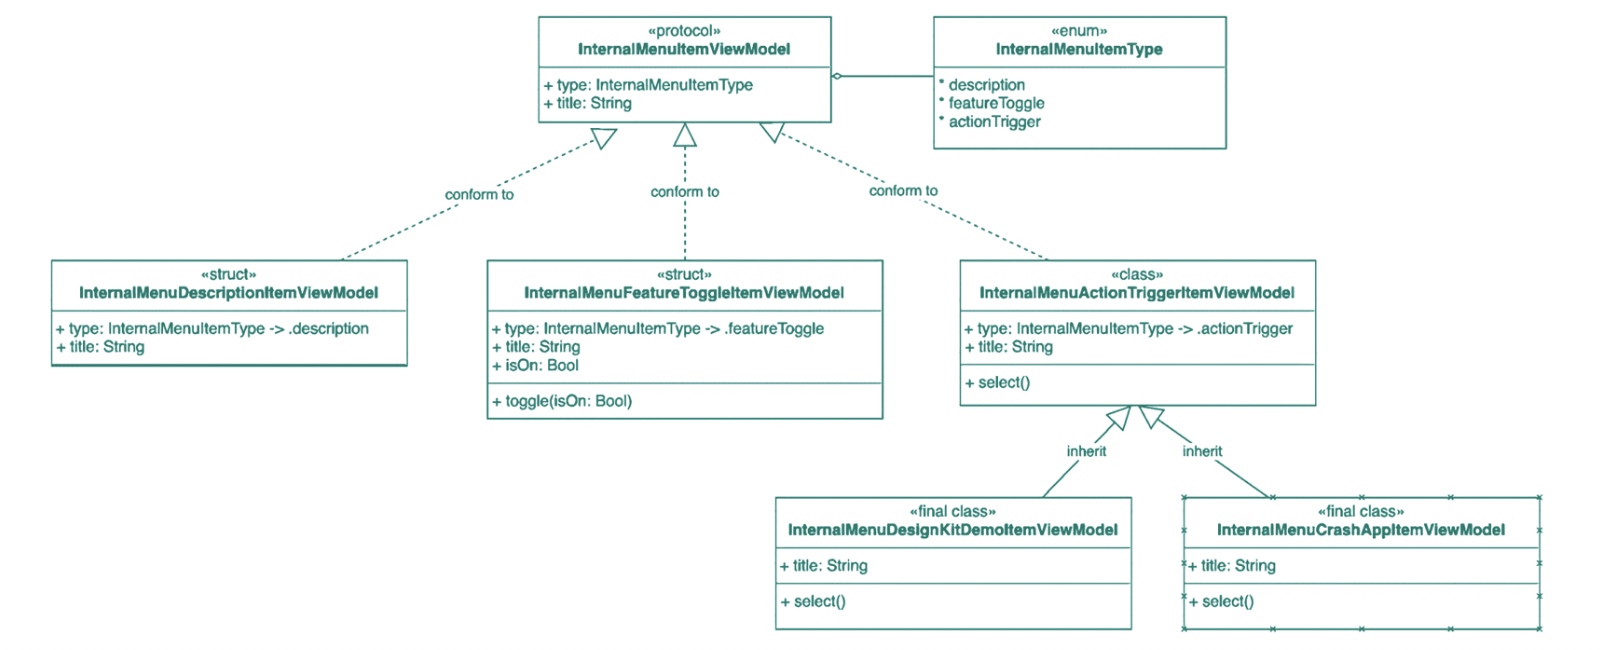 «protocol»
InternalMenuItemViewModel
+ type: InternalMenuItemType
+ title: String
«enum»
InternalMenuItemType
* description
* featureToggle
* actionTrigger
conform to
conform to
conform to
«struct»
InternalMenuDescriptionItemViewModel
+ type: InternalMenuItemType -> .description
+ title: String
«struct»
InternalMenuFeatureToggleItemViewModel
+ type: InternalMenuItemType -> .featureToggle
+ title: String
+ isOn: Bool
+ toggle(isOn: Bool)
«class»
InternalMenuActionTriggerItemViewModel
+ type: InternalMenuItemType -> .actionTrigger
+ title: String
+ select()
inherit
inherit
«final class»
InternalMenuDesignKitDemoItemViewModel
+ title: String
+ select()
«final class»
InternalMenuCrashAppItemViewModel
+ title: String
+ select()